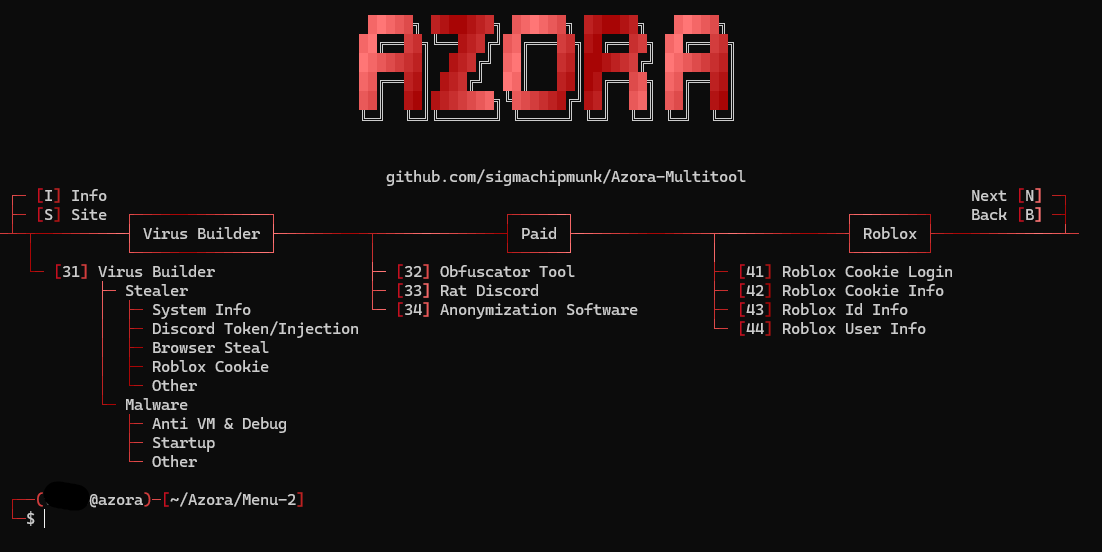 AZORA
github.com/sigmachipmunk/Azora-Multitool
[I] Info
[S] Site
Next [N]
Back [B]
Virus Builder
Paid
Roblox
[31] Virus Builder
Stealer
System Info
Discord Token/Injection
Browser Steal
Roblox Cookie
Other
Malware
Anti VM & Debug
Startup
Other
[32] Obfuscator Tool
[33] Rat Discord
[34] Anonymization Software
[41] Roblox Cookie Login
[42] Roblox Cookie Info
[43] Roblox Id Info
[44] Roblox User Info
(@azora)-[~/Azora/Menu-2]
$